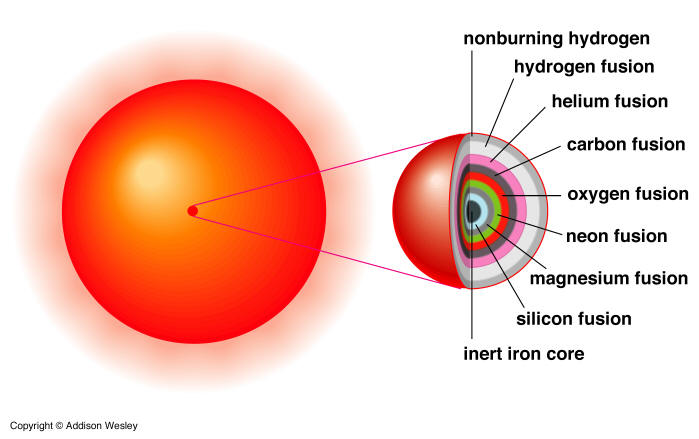 nonburning hydrogen
hydrogen fusion
helium fusion
carbon fusion
oxygen fusion
neon fusion
magnesium fusion
silicon fusion
inert iron core
Copyright © Addison Wesley